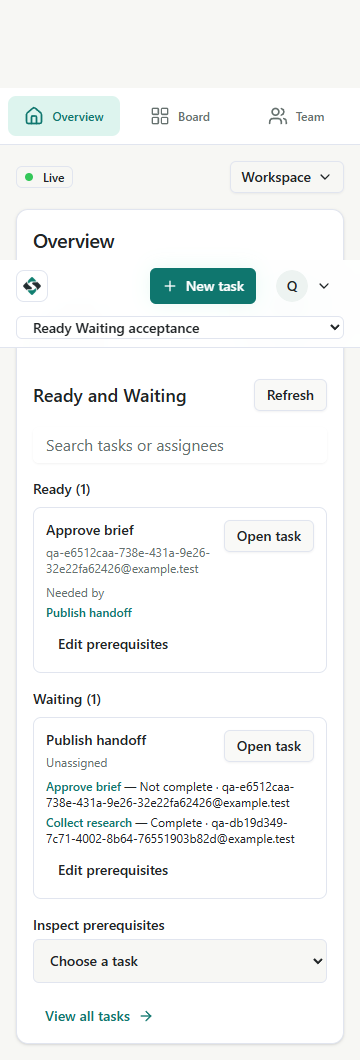 Overview
Board
Team
Live
Workspace
Overview
New task
Q
Ready Waiting acceptance
Ready and Waiting
Refresh
Search tasks or assignees
Ready (1)
Approve brief
Open task
qa-e6512caa-738e-431a-9e26-
32e22fa62426@example.test
Needed by
Publish handoff
Edit prerequisites
Waiting (1)
Publish handoff
Open task
Unassigned
Approve brief — Not complete · qa-e6512caa-
738e-431a-9e26-32e22fa62426@example.test
Collect research — Complete · qa-db19d349-
7c71-4002-8b64-76551903b82d@example.test
Edit prerequisites
Inspect prerequisites
Choose a task
View all tasks